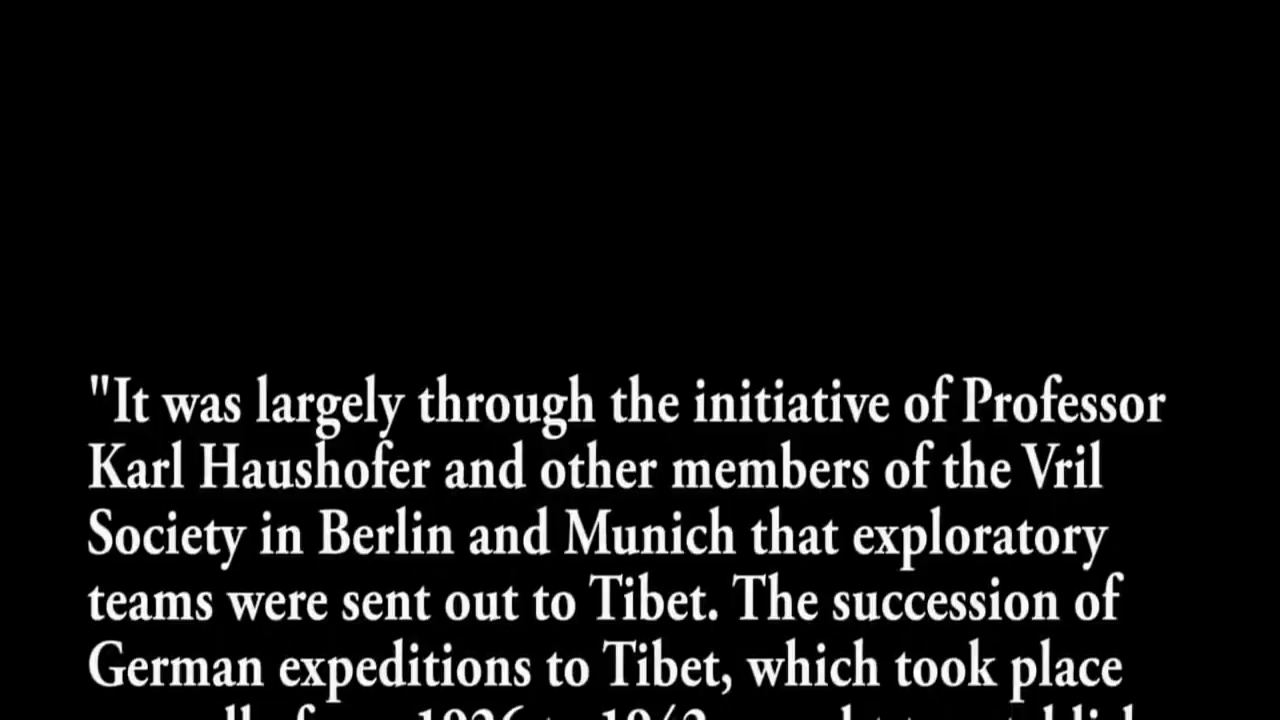 "It was largely through the initiative of Professor
Karl Haushofer and other members of the Vril
Society in Berlin and Munich that exploratory
teams were sent out to Tibet. The succession of
German expeditions to Tibet, which took place